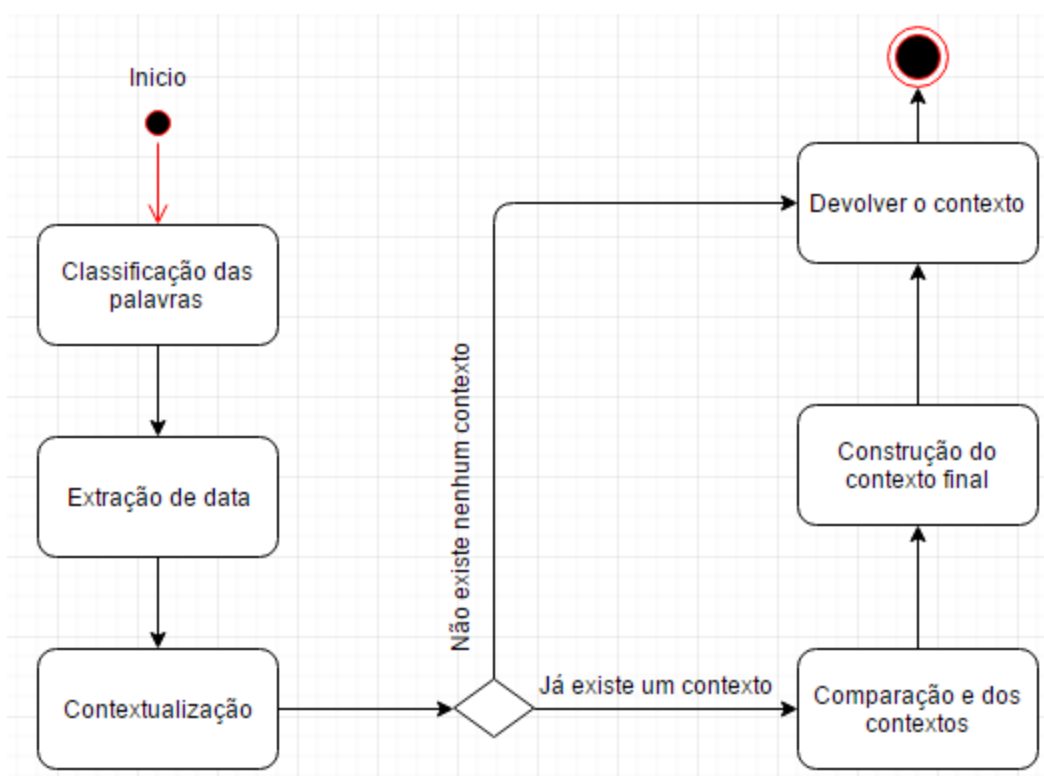 Inicio
Classificação das
palavras
Extração de data
Contextualização
Não existe nenhum contexto
Já existe um contexto
Comparação e dos
contextos
Construção do
contexto final
Devolver o contexto